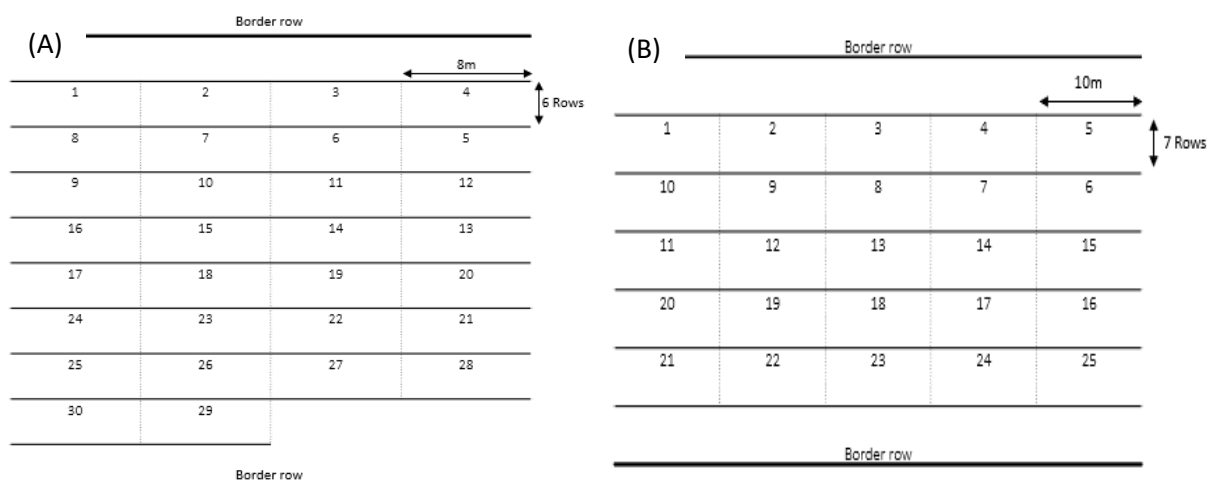 Border row
(A)
8m
1 2 3 4
6 Rows
8 7 6 5
9 10 11 12
16 15 14 13
17 18 19 20
24 23 22 21
25 26 27 28
30 29
Border row
(B)
Border row
10m
1 2 3 4 5
7 Rows
10 9 8 7 6
11 12 13 14 15
20 19 18 17 16
21 22 23 24 25
Border row